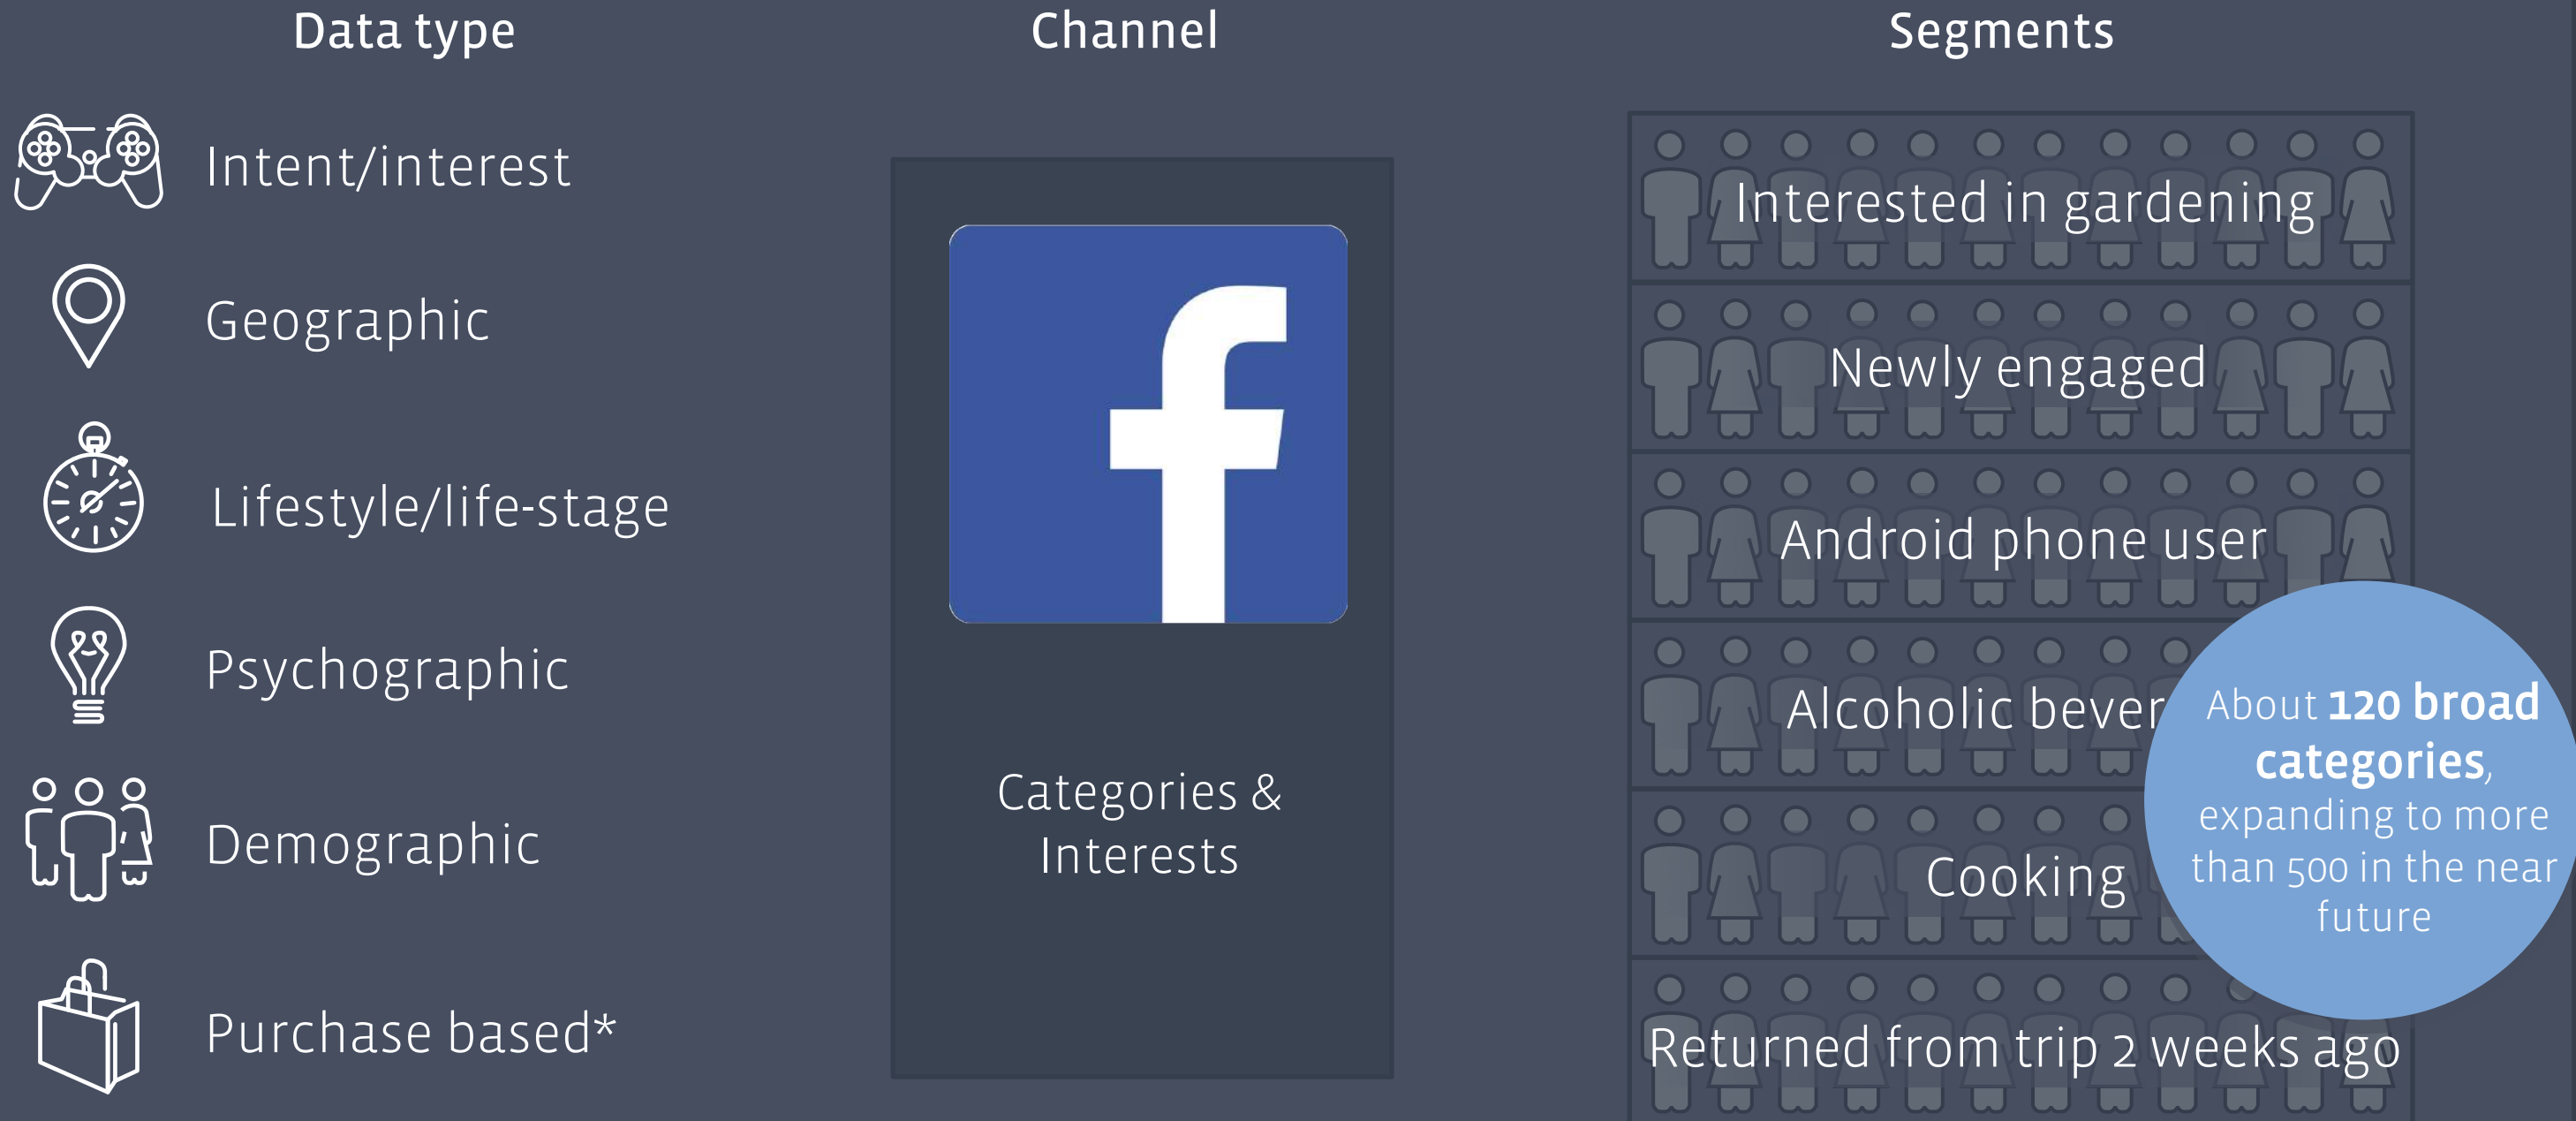 Data type
Intent/interest
Geographic
Lifestyle/life-stage
Psychographic
Demographic
Purchase based*
Channel
f
Categories &
Interests
Segments
Interested in gardening
Newly engaged
Android phone user
Alcoholic bever
Cooking
Returned from trip 2 weeks ago
About 120 broad
categories,
expanding to more
than 500 in the near
future